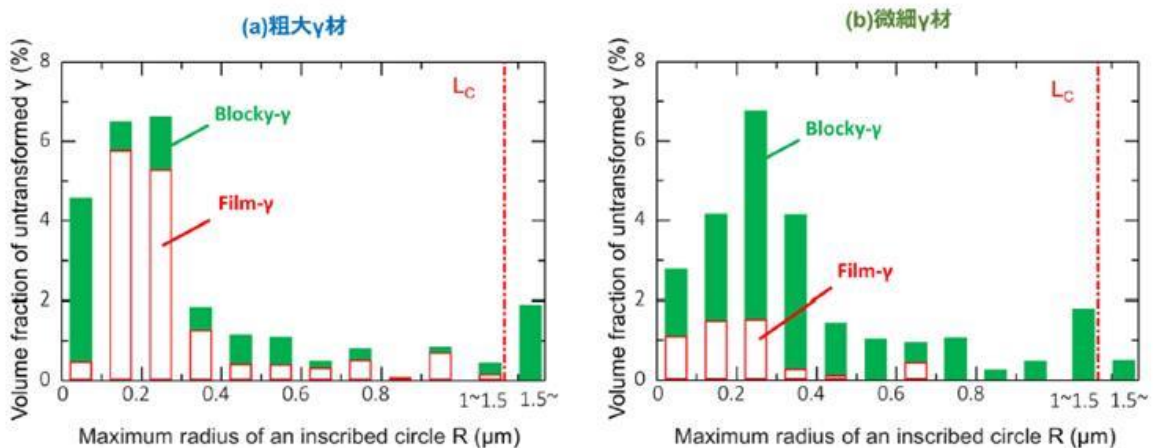 (a)粗大γ材
Volume fraction of untransformed γ (%)
8
6
4
2
0
Lc
Blocky-γ
Film-γ
0
0.2
0.4
0.6
0.8
1~1.5
1.5~
Maximum radius of an inscribed circle R (μm)
(b)微細γ材
Volume fraction of untransformed γ (%)
8
6
4
2
0
Lc
Blocky-γ
Film-γ
0
0.2
0.4
0.6
0.8
1~1.5
1.5~
Maximum radius of an inscribed circle R (μm)